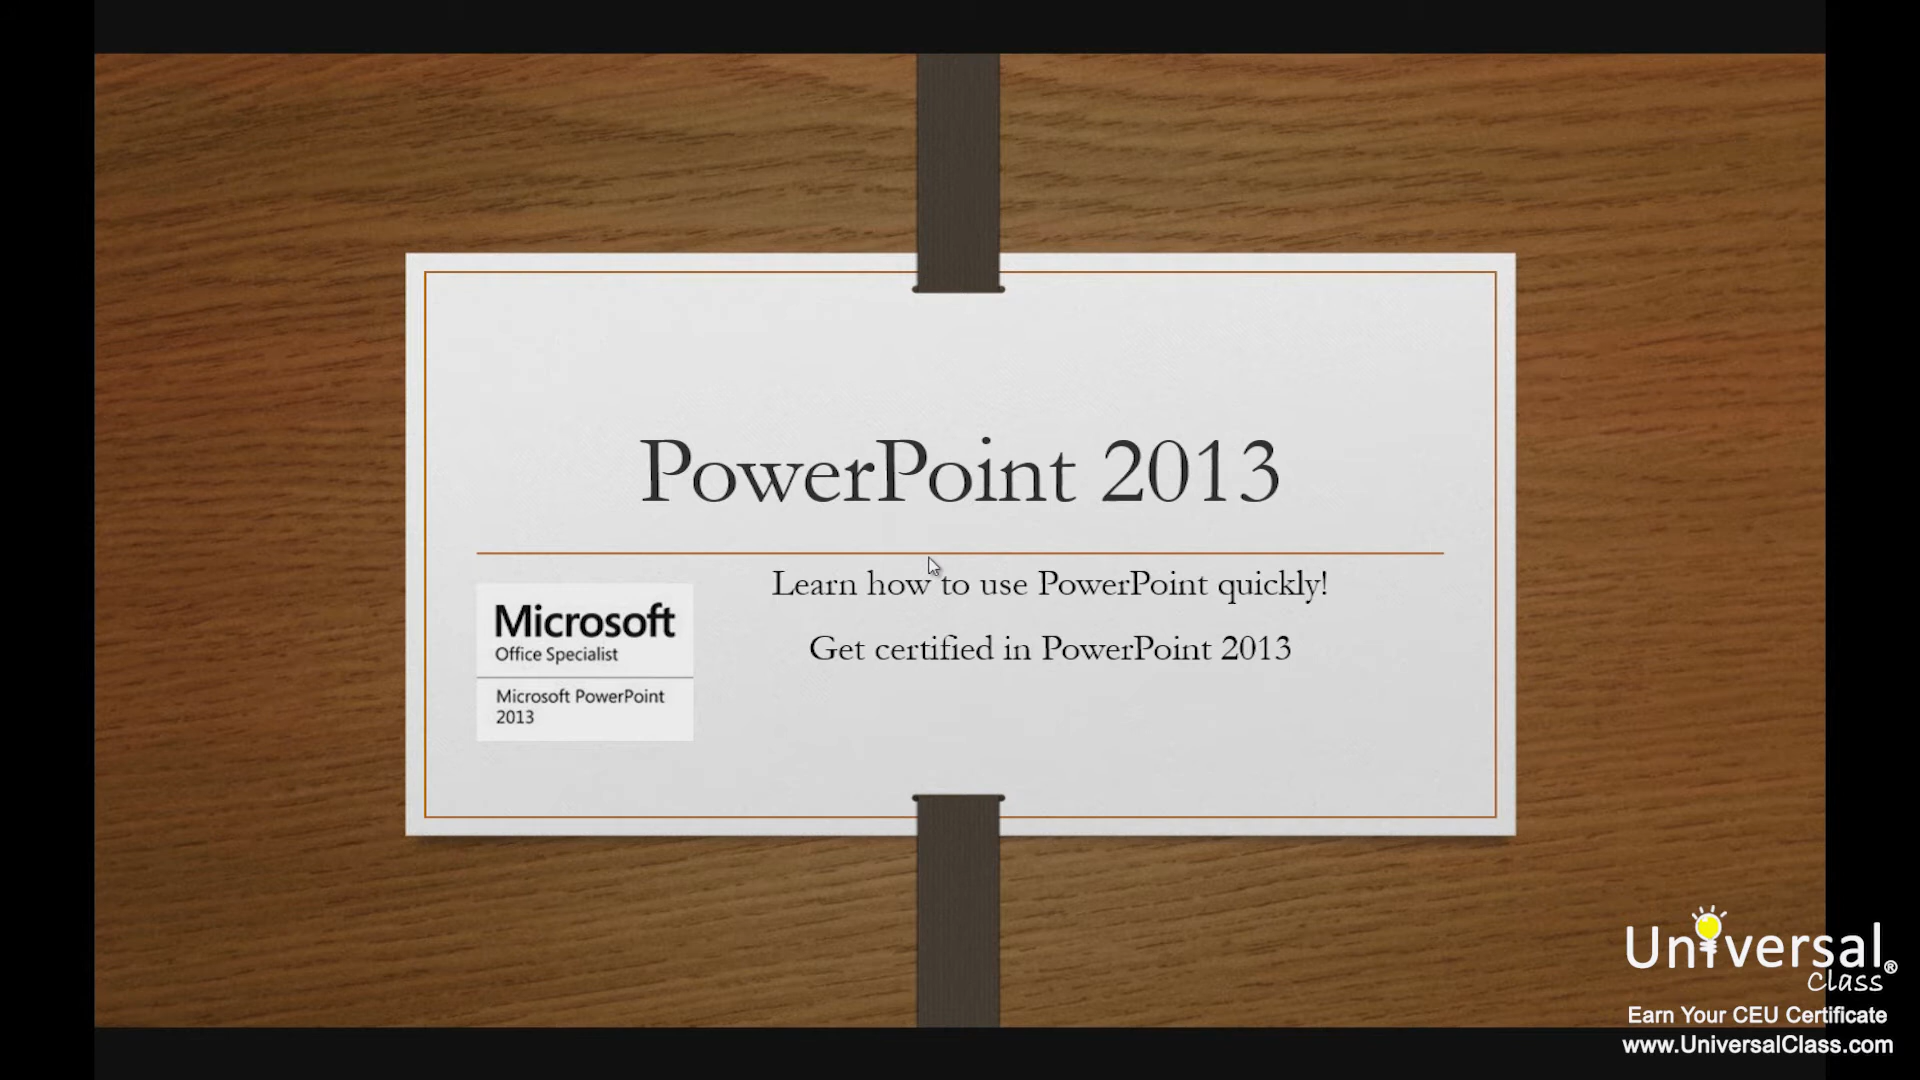 PowerPoint 2013
Learn how to use PowerPoint quickly!
Get certified in PowerPoint 2013
Microsoft
Office Specialist
Microsoft PowerPoint
2013
Universal®
Class
Earn Your CEU Certificate
www.UniversalClass.com